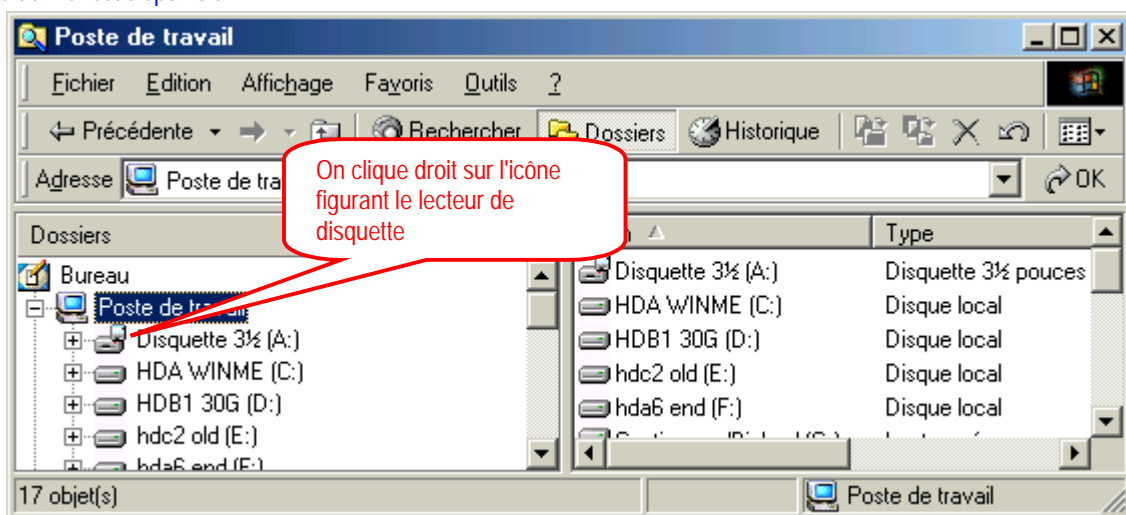 Poste de travail
Fichier Edition Affichage Favoris Outils ?
Précédente Rechercher Dossiers Historique
Adresse Poste de tra OK
On clique droit sur l'icône
figurant le lecteur de
disquette
Dossiers Type
Bureau
Poste de travail
Disquette 3½ (A:)
HDA WINME (C:)
HDB1 30G (D:)
hdc2 old (E:)
hda6 end (F:)
Disquette 3½ (A:) Disquette 3½ pouces
HDA WINME (C:) Disque local
HDB1 30G (D:) Disque local
hdc2 old (E:) Disque local
hda6 end (F:) Disque local
17 objet(s) Poste de travail